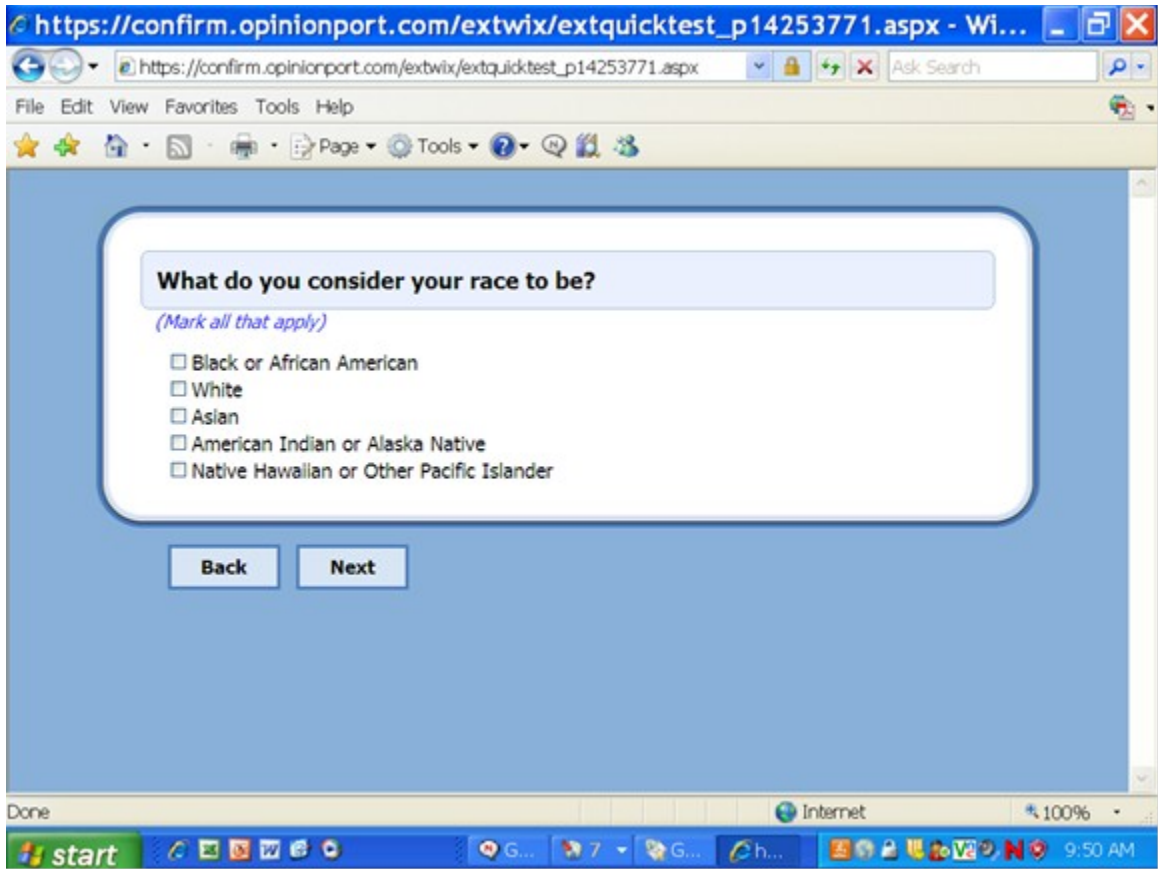 https://confirm.opinionport.com/extwix/extquicktest_p14253771.aspx - Wi...
https://confirm.opinionport.com/extwix/extquicktest_p14253771.aspx Ask Search
File Edit View Favorites Tools Help
Page Tools
What do you consider your race to be?
(Mark all that apply)
Black or African American
White
Asian
American Indian or Alaska Native
Native Hawaiian or Other Pacific Islander
Back Next
Done Internet 100%
start G... 7 G... h... 9:50 AM